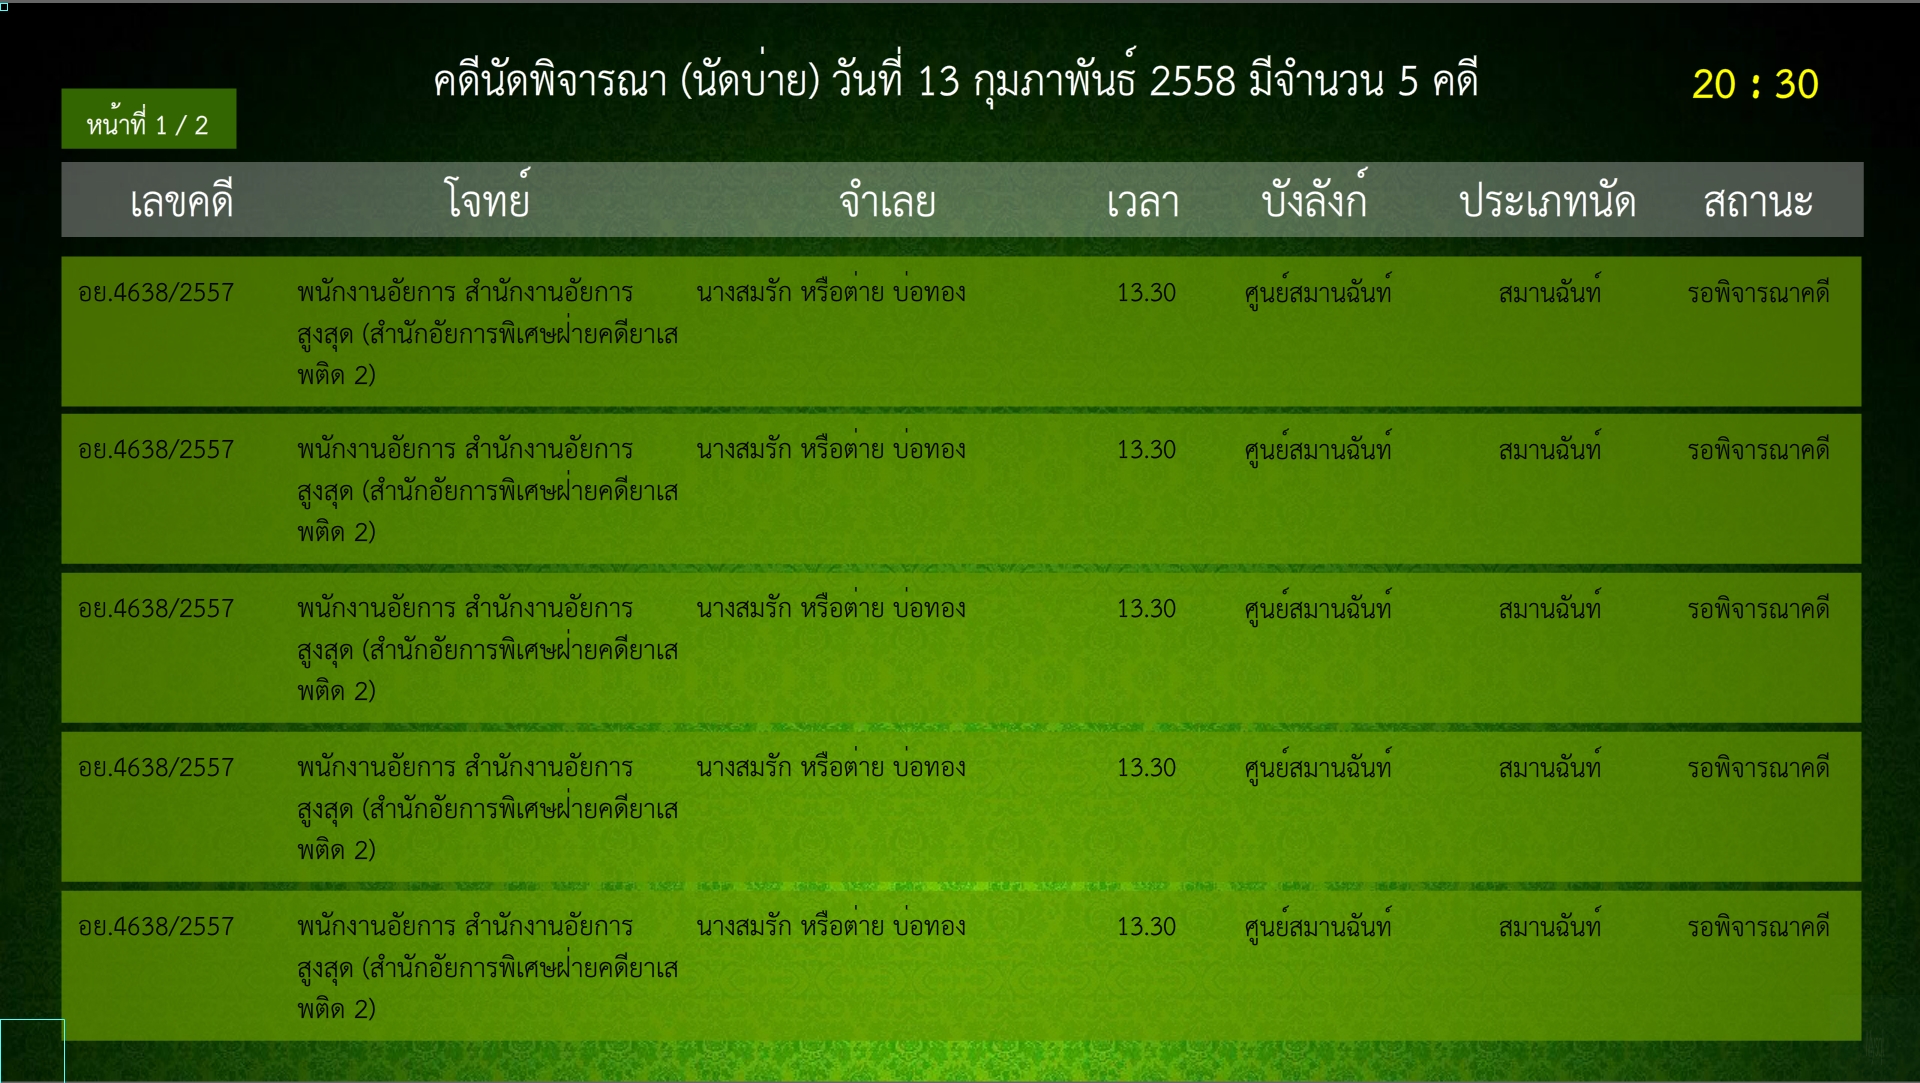 คดีนัดพิจารณา (นัดบ่าย) วันที่ 13 กุมภาพันธ์ 2558 มีจำนวน 5 คดี
20 : 30
หน้าที่ 1 / 2
เลขคดี โจทย์ จำเลย เวลา บังลังก์ ประเภทนัด สถานะ
อย.4638/2557 พนักงานอัยการ สำนักงานอัยการ นางสมรัก หรือต่าย บ่อทอง 13.30 ศูนย์สมานฉันท์ สมานฉันท์ รอพิจารณาคดี
สูงสุด (สำนักอัยการพิเศษฝ่ายคดียาเส
พติด 2)
อย.4638/2557 พนักงานอัยการ สำนักงานอัยการ นางสมรัก หรือต่าย บ่อทอง 13.30 ศูนย์สมานฉันท์ สมานฉันท์ รอพิจารณาคดี
สูงสุด (สำนักอัยการพิเศษฝ่ายคดียาเส
พติด 2)
อย.4638/2557 พนักงานอัยการ สำนักงานอัยการ นางสมรัก หรือต่าย บ่อทอง 13.30 ศูนย์สมานฉันท์ สมานฉันท์ รอพิจารณาคดี
สูงสุด (สำนักอัยการพิเศษฝ่ายคดียาเส
พติด 2)
อย.4638/2557 พนักงานอัยการ สำนักงานอัยการ นางสมรัก หรือต่าย บ่อทอง 13.30 ศูนย์สมานฉันท์ สมานฉันท์ รอพิจารณาคดี
สูงสุด (สำนักอัยการพิเศษฝ่ายคดียาเส
พติด 2)
อย.4638/2557 พนักงานอัยการ สำนักงานอัยการ นางสมรัก หรือต่าย บ่อทอง 13.30 ศูนย์สมานฉันท์ สมานฉันท์ รอพิจารณาคดี
สูงสุด (สำนักอัยการพิเศษฝ่ายคดียาเส
พติด 2)